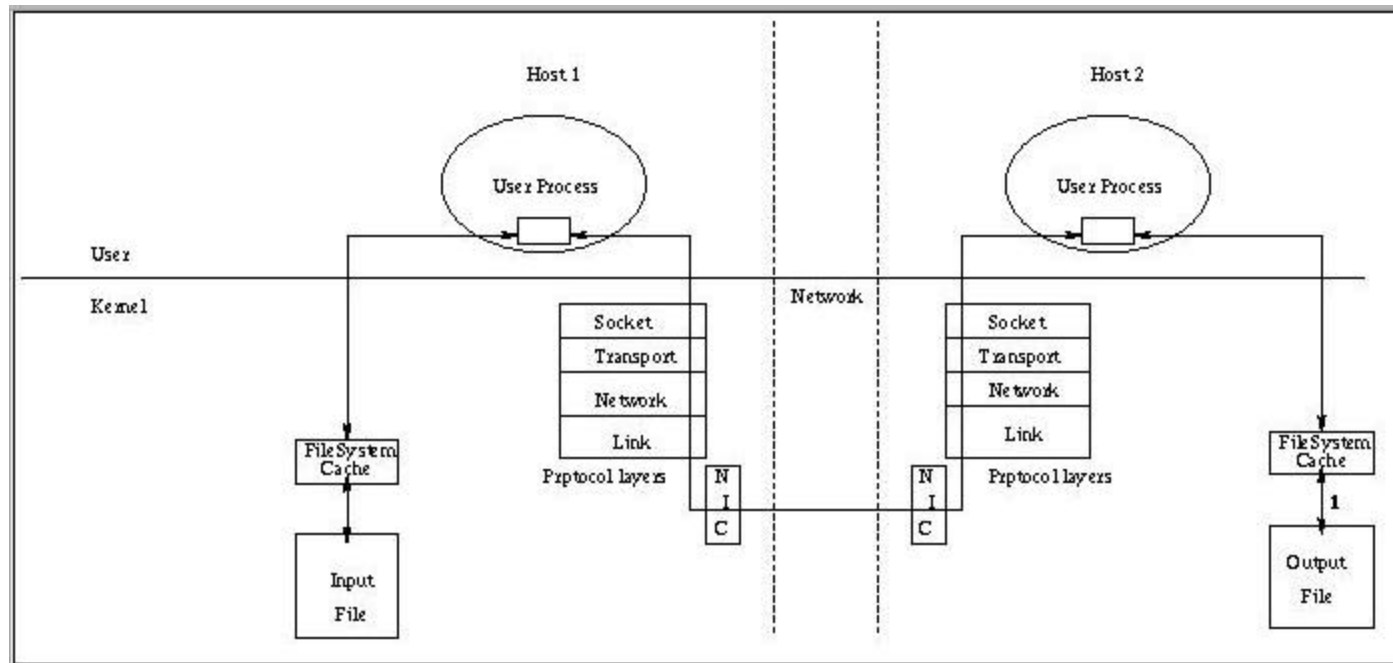 Host 1
Host 2
User Process
User Process
User
Kernel
Network
Socket
Transport
Network
Link
Prptocol layers
Socket
Transport
Network
Link
Prptocol layers
FileSystem
Cache
Input
File
N
I
C
N
I
C
FileSystem
Cache
1
Output
File